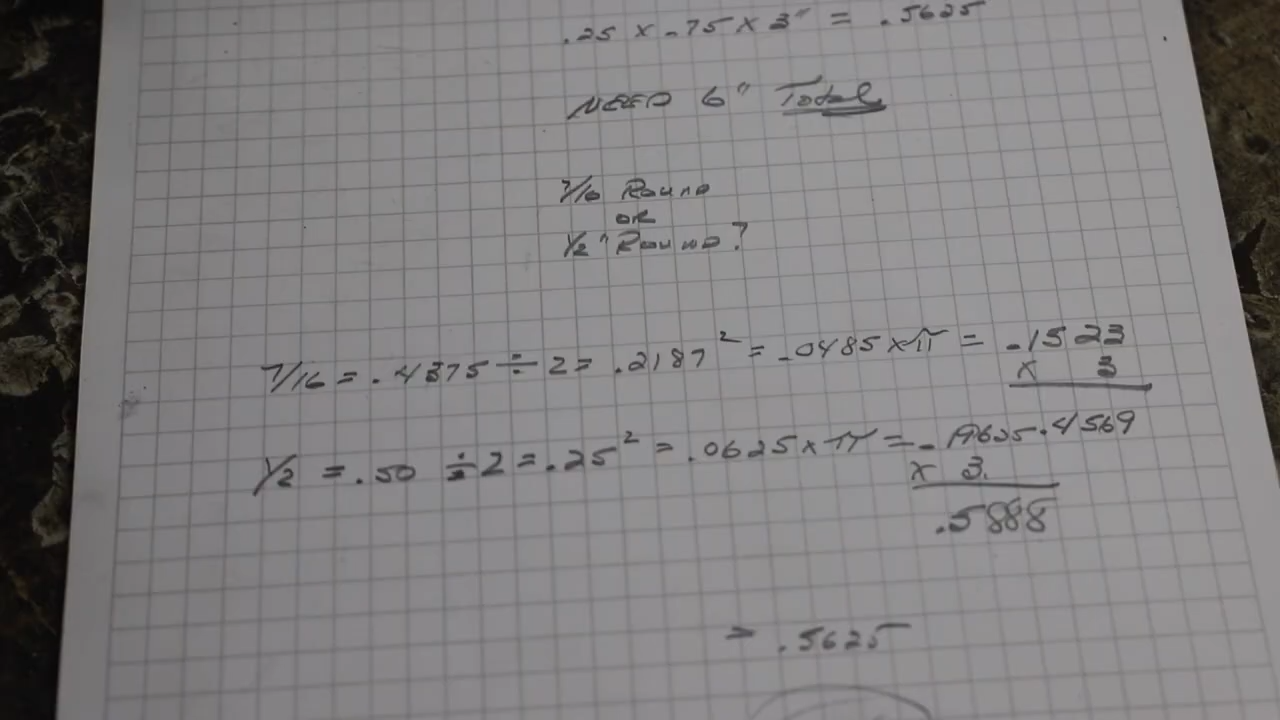 .25 x .75 x 3" = .5625
NEED 6" Total
7/16 Round
OR
1/2" Round?
7/16 = .4375 ÷ 2 = .2187² = .0485 x π = .1523
x 3
1/2 = .50 ÷ 2 = .25² = .0625 x π = .19625 .4569
x 3.
.5888
> .5625